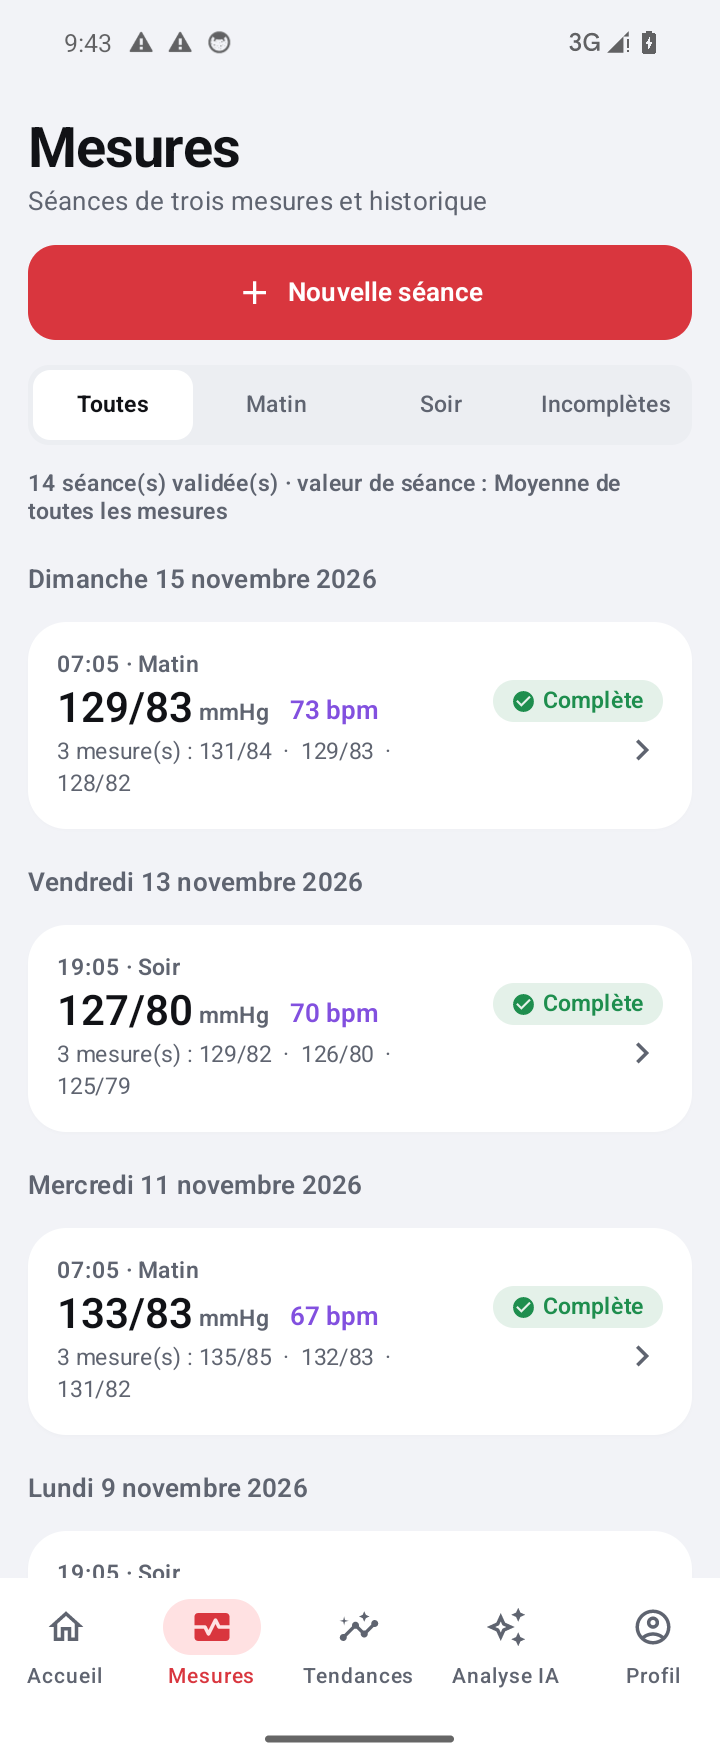 9:43
3G
Mesures
Séances de trois mesures et historique
Nouvelle séance
Toutes
Matin
Soir
Incomplètes
14 séance(s) validée(s) · valeur de séance : Moyenne de
toutes les mesures
Dimanche 15 novembre 2026
07:05 · Matin
129/83 mmHg 73 bpm
Complète
3 mesure(s) : 131/84 · 129/83 ·
128/82
Vendredi 13 novembre 2026
19:05 · Soir
127/80 mmHg 70 bpm
Complète
3 mesure(s) : 129/82 · 126/80 ·
125/79
Mercredi 11 novembre 2026
07:05 · Matin
133/83 mmHg 67 bpm
Complète
3 mesure(s) : 135/85 · 132/83 ·
131/82
Lundi 9 novembre 2026
19:05 · Soir
Accueil
Mesures
Tendances
Analyse IA
Profil